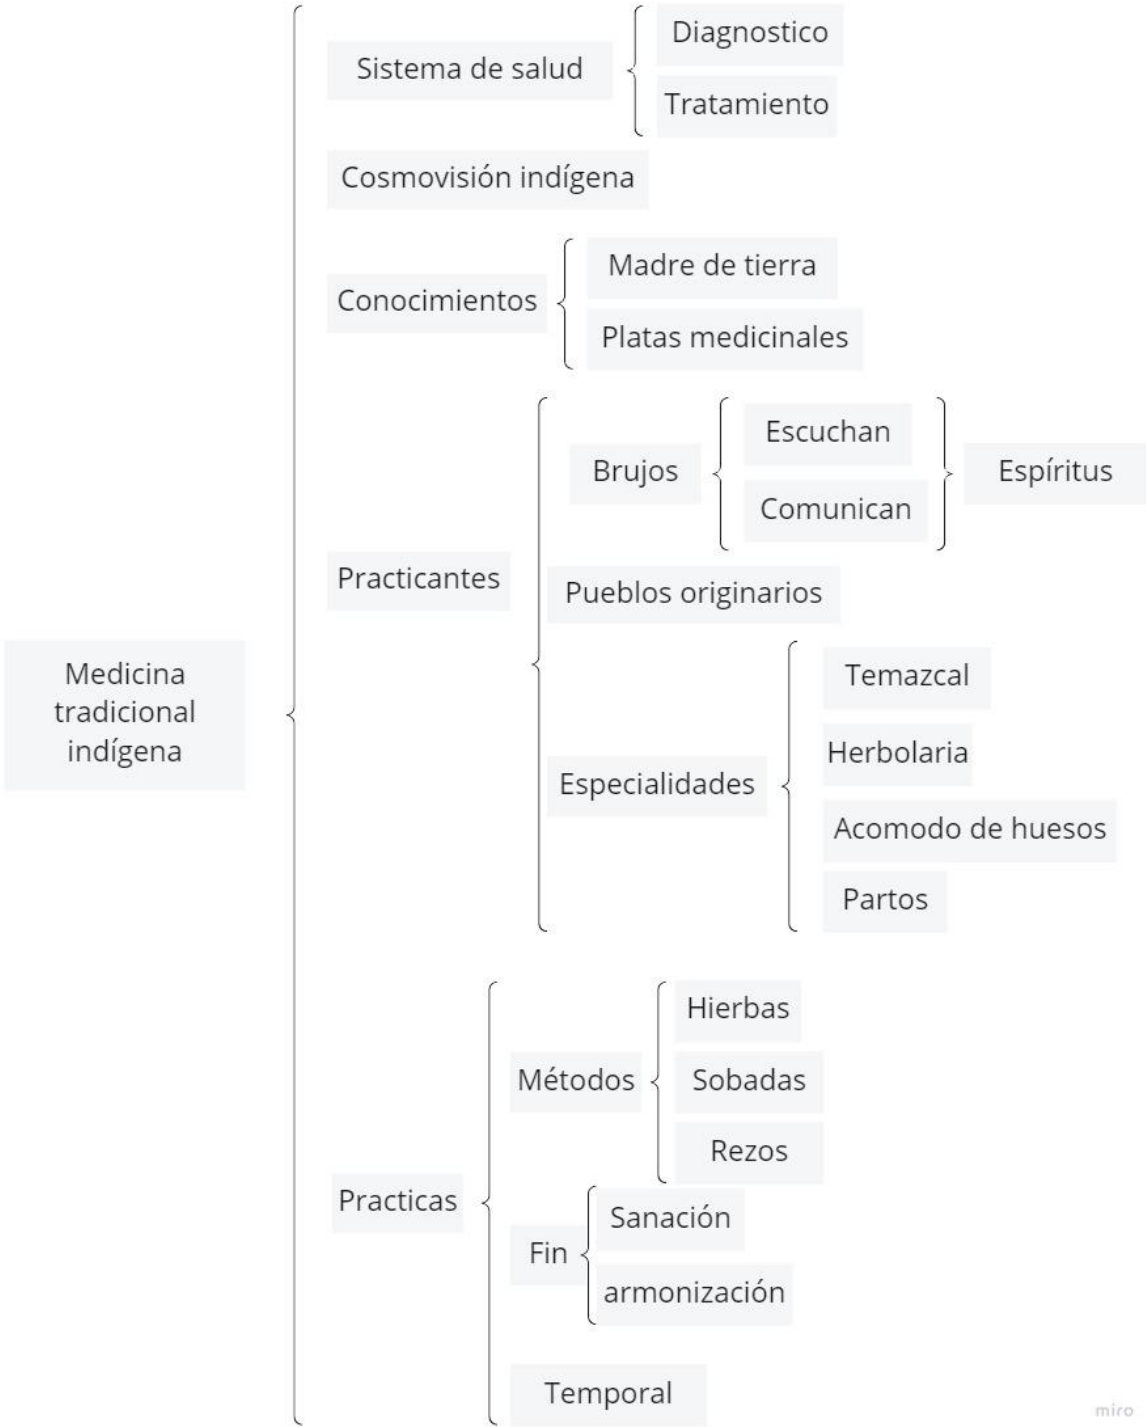 Medicina
tradicional
indígena
Sistema de salud
Diagnostico
Tratamiento
Cosmovisión indígena
Conocimientos
Madre de tierra
Platas medicinales
Practicantes
Brujos
Escuchan
Comunican
Espíritus
Pueblos originarios
Especialidades
Temazcal
Herbolaria
Acomodo de huesos
Partos
Practicas
Métodos
Hierbas
Sobadas
Rezos
Fin
Sanación
armonización
Temporal
miro